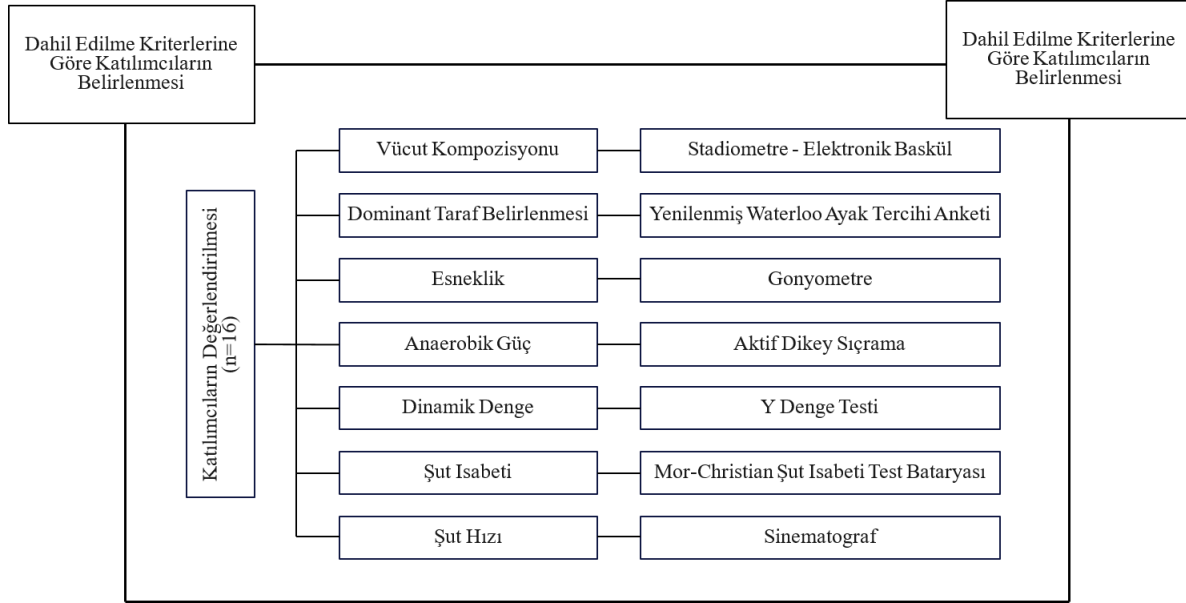 Dahil Edilme Kriterlerine
Göre Katılımcıların
Belirlenmesi
Dahil Edilme Kriterlerine
Göre Katılımcıların
Belirlenmesi
Katılımcıların Değerlendirilmesi
(n=16)
Vücut Kompozisyonu
Stadiometre - Elektronik Baskül
Dominant Taraf Belirlenmesi
Yenilenmiş Waterloo Ayak Tercihi Anketi
Esneklik
Gonyometre
Anaerobik Güç
Aktif Dikey Sıçrama
Dinamik Denge
Y Denge Testi
Şut Isabeti
Mor-Christian Şut Isabeti Test Bataryası
Şut Hızı
Sinematograf